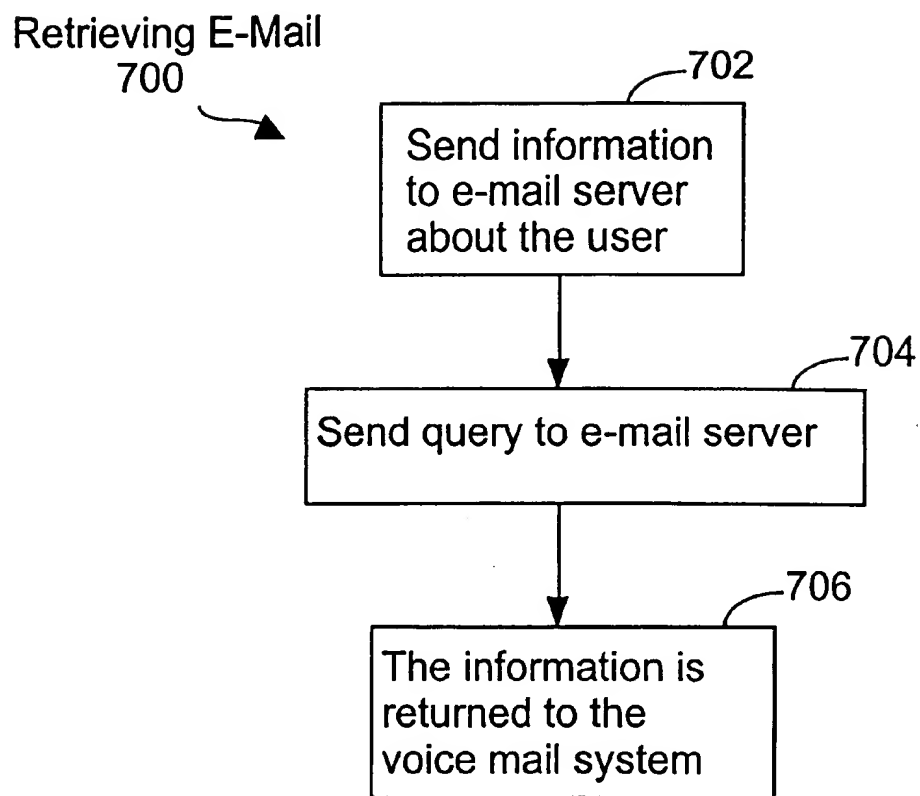 Retrieving E-Mail
700
702
Send information
to e-mail server
about the user
704
Send query to e-mail server
706
The information is
returned to the
voice mail system